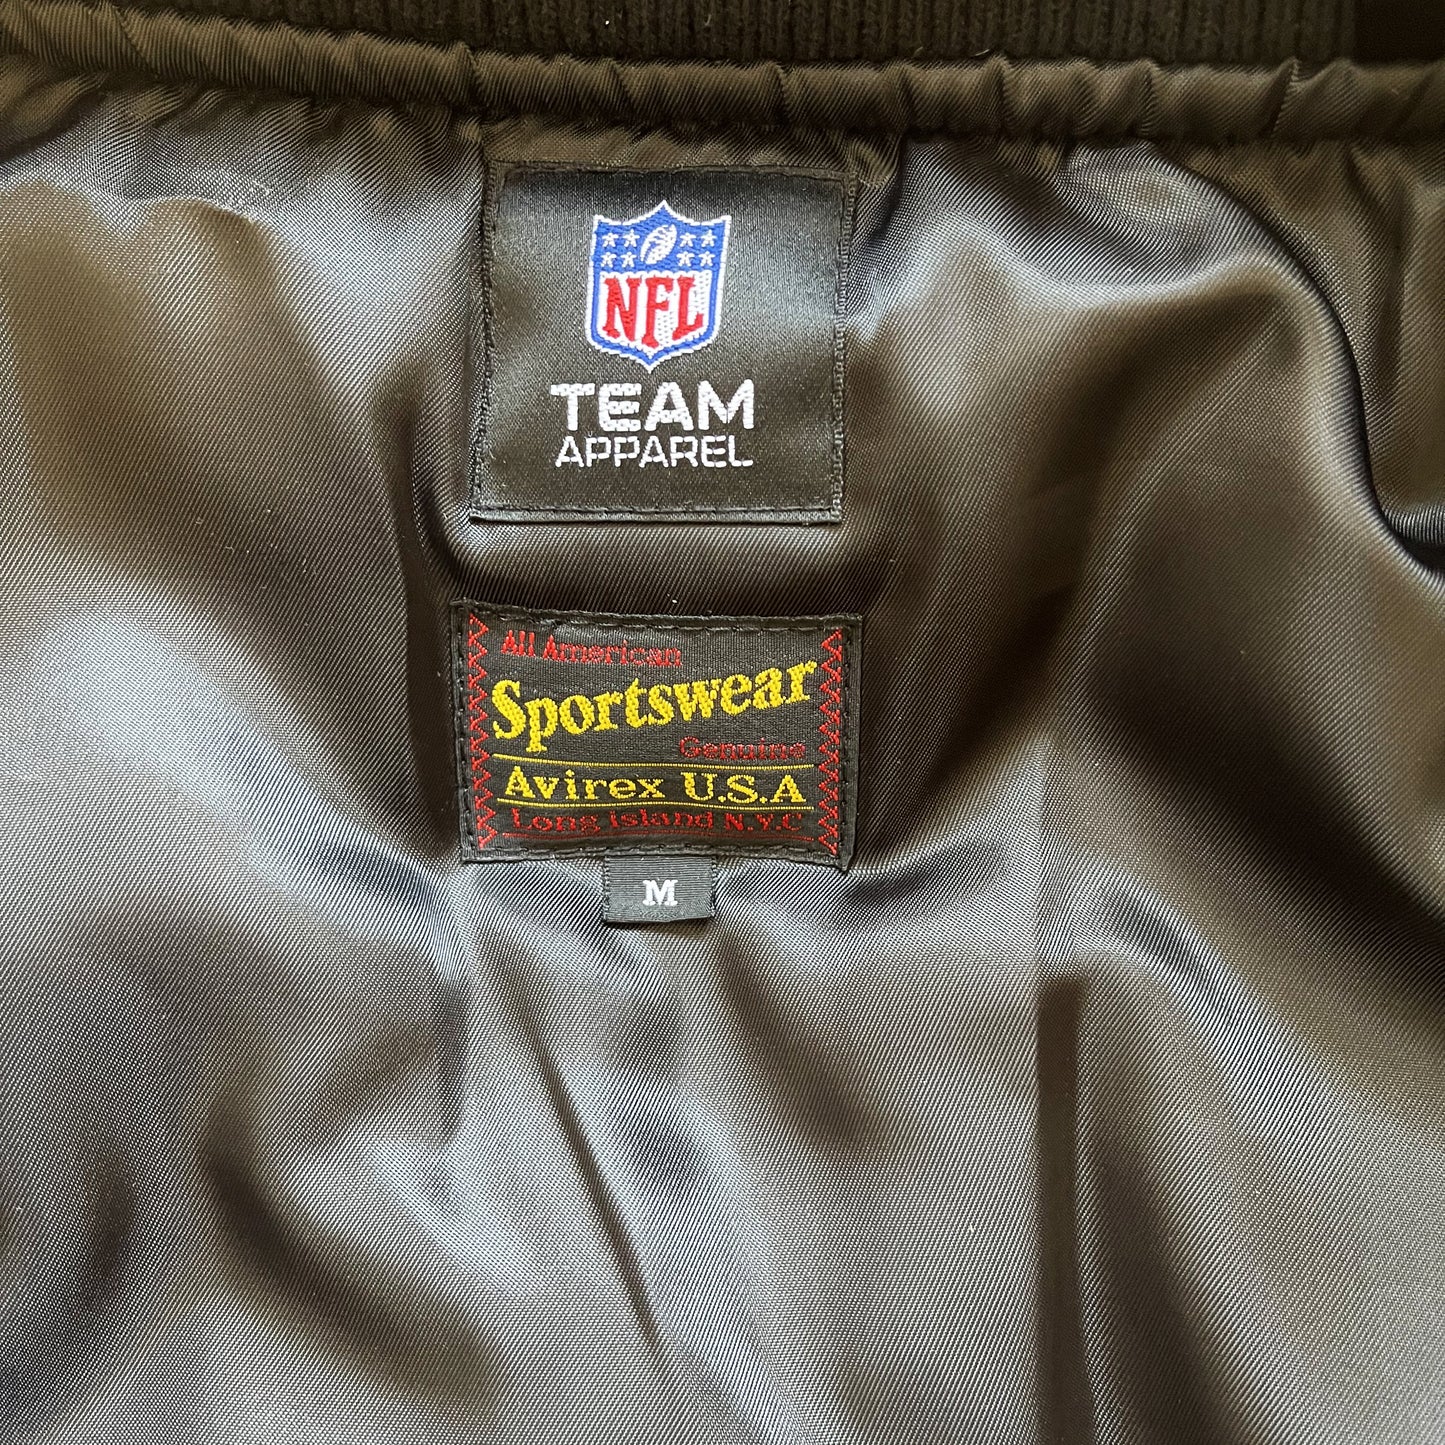 NFL
TEAM
APPAREL
All American
Sportswear
Genuine
Avirex U.S.A
Long island N.Y.C
M